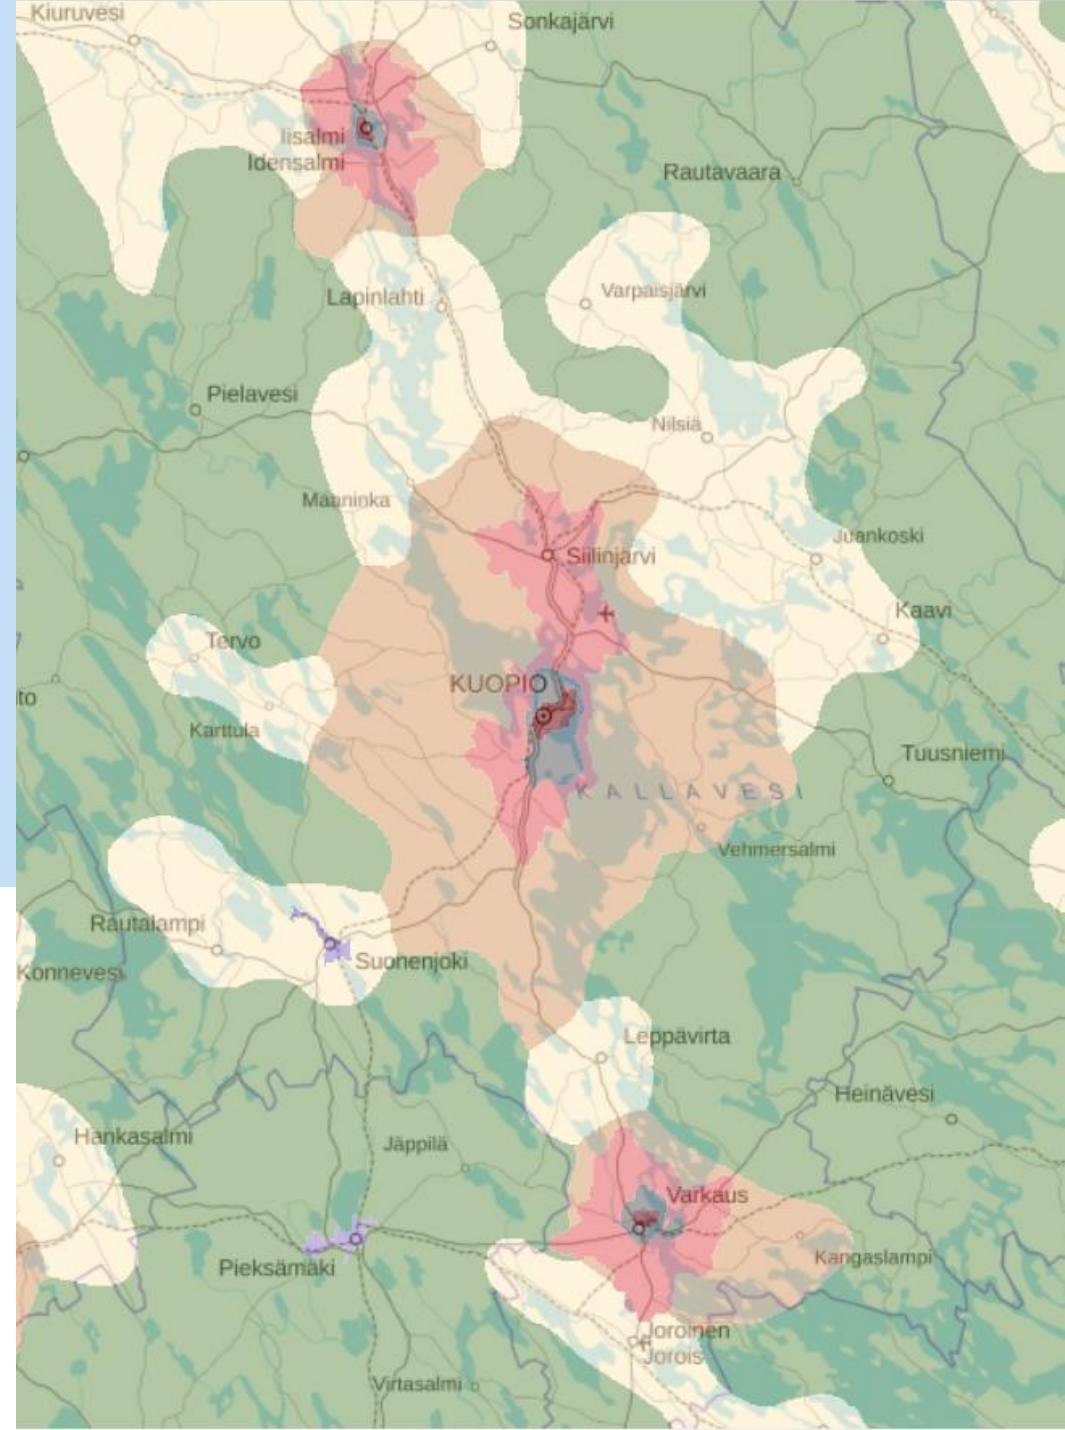 Kiuruvesi
Sonkajärvi
Iisalmi
Idensalmi
Rautavaara
Lapinlahti
Varpaisjärvi
Pielavesi
Nilsiä
Maaninka
Siilinjärvi
Juankoski
Kaavi
Tervo
KUOPIO
ito
Karttula
Tuusniemi
KALLAVESI
Vehmersalmi
Rautalampi
Suonenjoki
Konnevesi
Leppävirta
Heinävesi
Hankasalmi
Jäppilä
Varkaus
Kangaslampi
Pieksämäki
Joroinen
Jorois
Virtasalmi